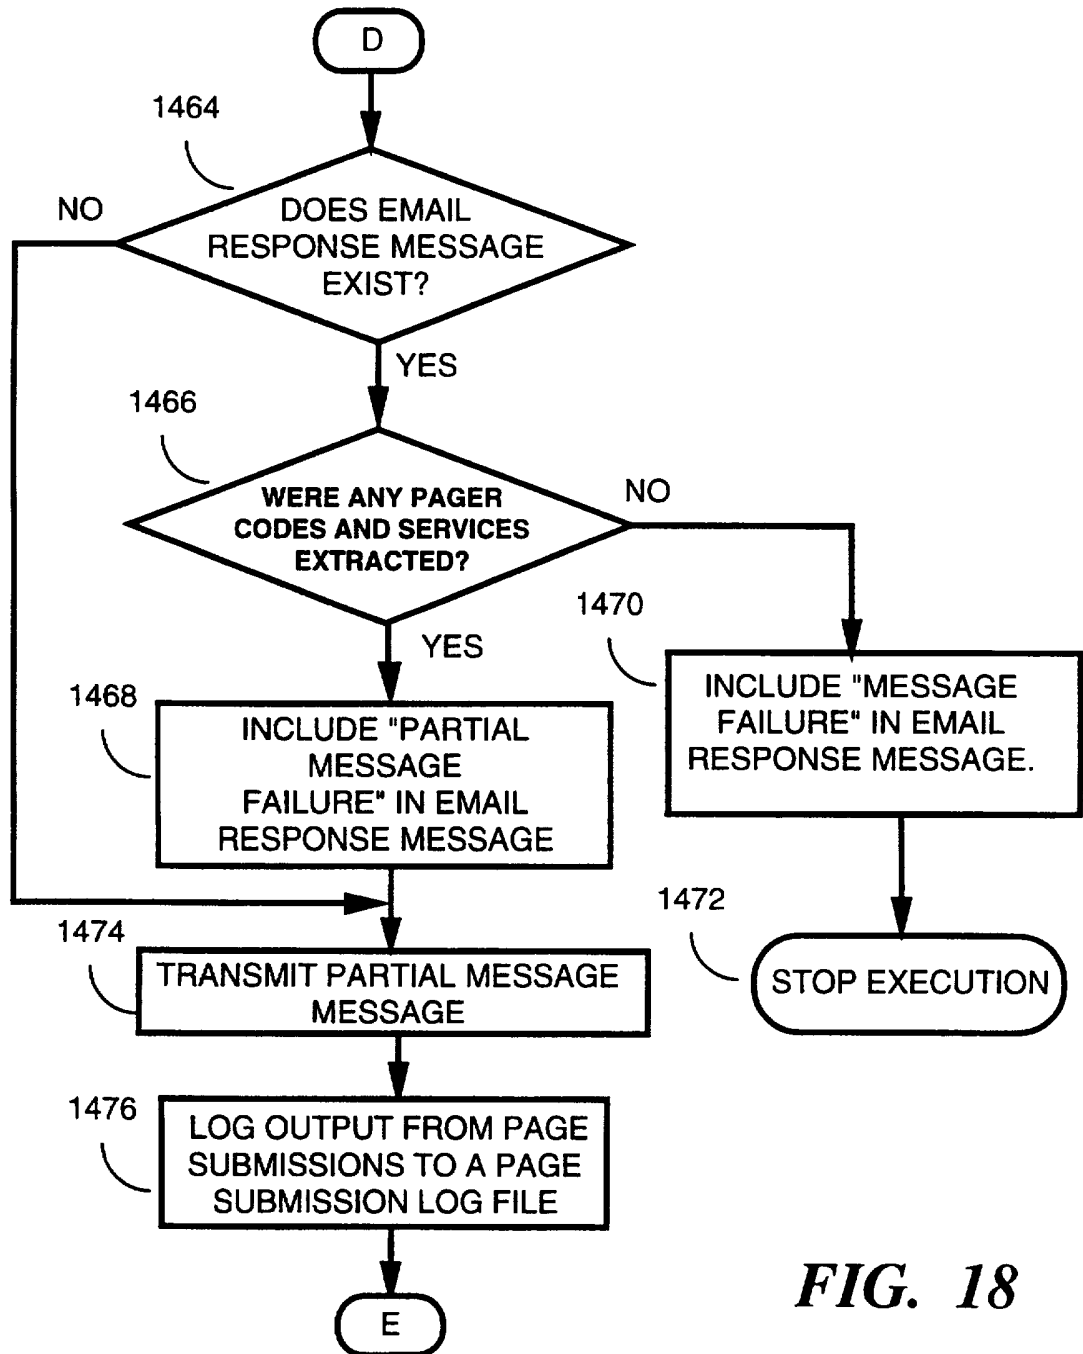 D
1464
NO
DOES EMAIL
RESPONSE MESSAGE
EXIST?
YES
1466
NO
WERE ANY PAGER
CODES AND SERVICES
EXTRACTED?
1470
YES
INCLUDE "MESSAGE
FAILURE" IN EMAIL
RESPONSE MESSAGE.
1468
INCLUDE "PARTIAL
MESSAGE
FAILURE" IN EMAIL
RESPONSE MESSAGE
1472
STOP EXECUTION
1474
TRANSMIT PARTIAL MESSAGE
MESSAGE
1476
LOG OUTPUT FROM PAGE
SUBMISSIONS TO A PAGE
SUBMISSION LOG FILE
E
FIG. 18